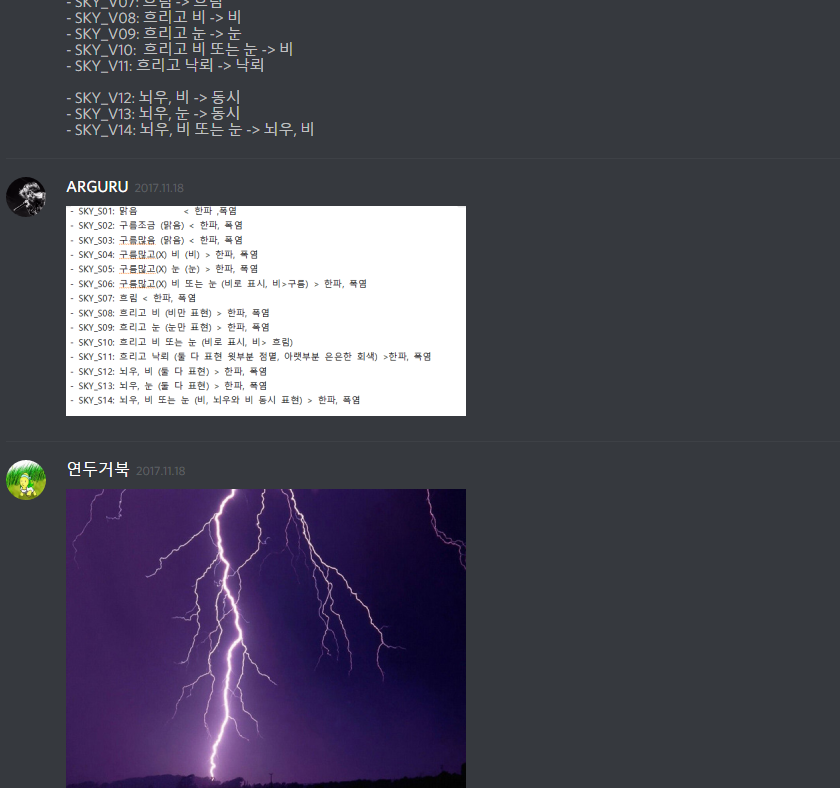 - SKY_V07: 흐림 -> 흐림
- SKY_V08: 흐리고 비 -> 비
- SKY_V09: 흐리고 눈 -> 눈
- SKY_V10:  흐리고 비 또는 눈 -> 비
- SKY_V11: 흐리고 낙뢰 -> 낙뢰
- SKY_V12: 뇌우, 비 -> 동시
- SKY_V13: 뇌우, 눈 -> 동시
- SKY_V14: 뇌우, 비 또는 눈 -> 뇌우, 비
ARGURU 2017.11.18
- SKY_S01: 맑음 < 한파 ,폭염
- SKY_S02: 구름조금 (맑음) < 한파, 폭염
- SKY_S03: 구름많음 (맑음) < 한파, 폭염
- SKY_S04: 구름많고(X) 비 (비) > 한파, 폭염
- SKY_S05: 구름많고(X) 눈 (눈) > 한파, 폭염
- SKY_S06: 구름많고(X) 비 또는 눈 (비로 표시, 비>구름) > 한파, 폭염
- SKY_S07: 흐림 < 한파, 폭염
- SKY_S08: 흐리고 비 (비만 표현) > 한파, 폭염
- SKY_S09: 흐리고 눈 (눈만 표현) > 한파, 폭염
- SKY_S10: 흐리고 비 또는 눈 (비로 표시, 비> 흐림)
- SKY_S11: 흐리고 낙뢰 (둘 다 표현 윗부분 점멸, 아랫부분 은은한 회색) >한파, 폭염
- SKY_S12: 뇌우, 비 (둘 다 표현) > 한파, 폭염
- SKY_S13: 뇌우, 눈 (둘 다 표현) > 한파, 폭염
- SKY_S14: 뇌우, 비 또는 눈 (비, 뇌우와 비 동시 표현) > 한파, 폭염
연두거북 2017.11.18